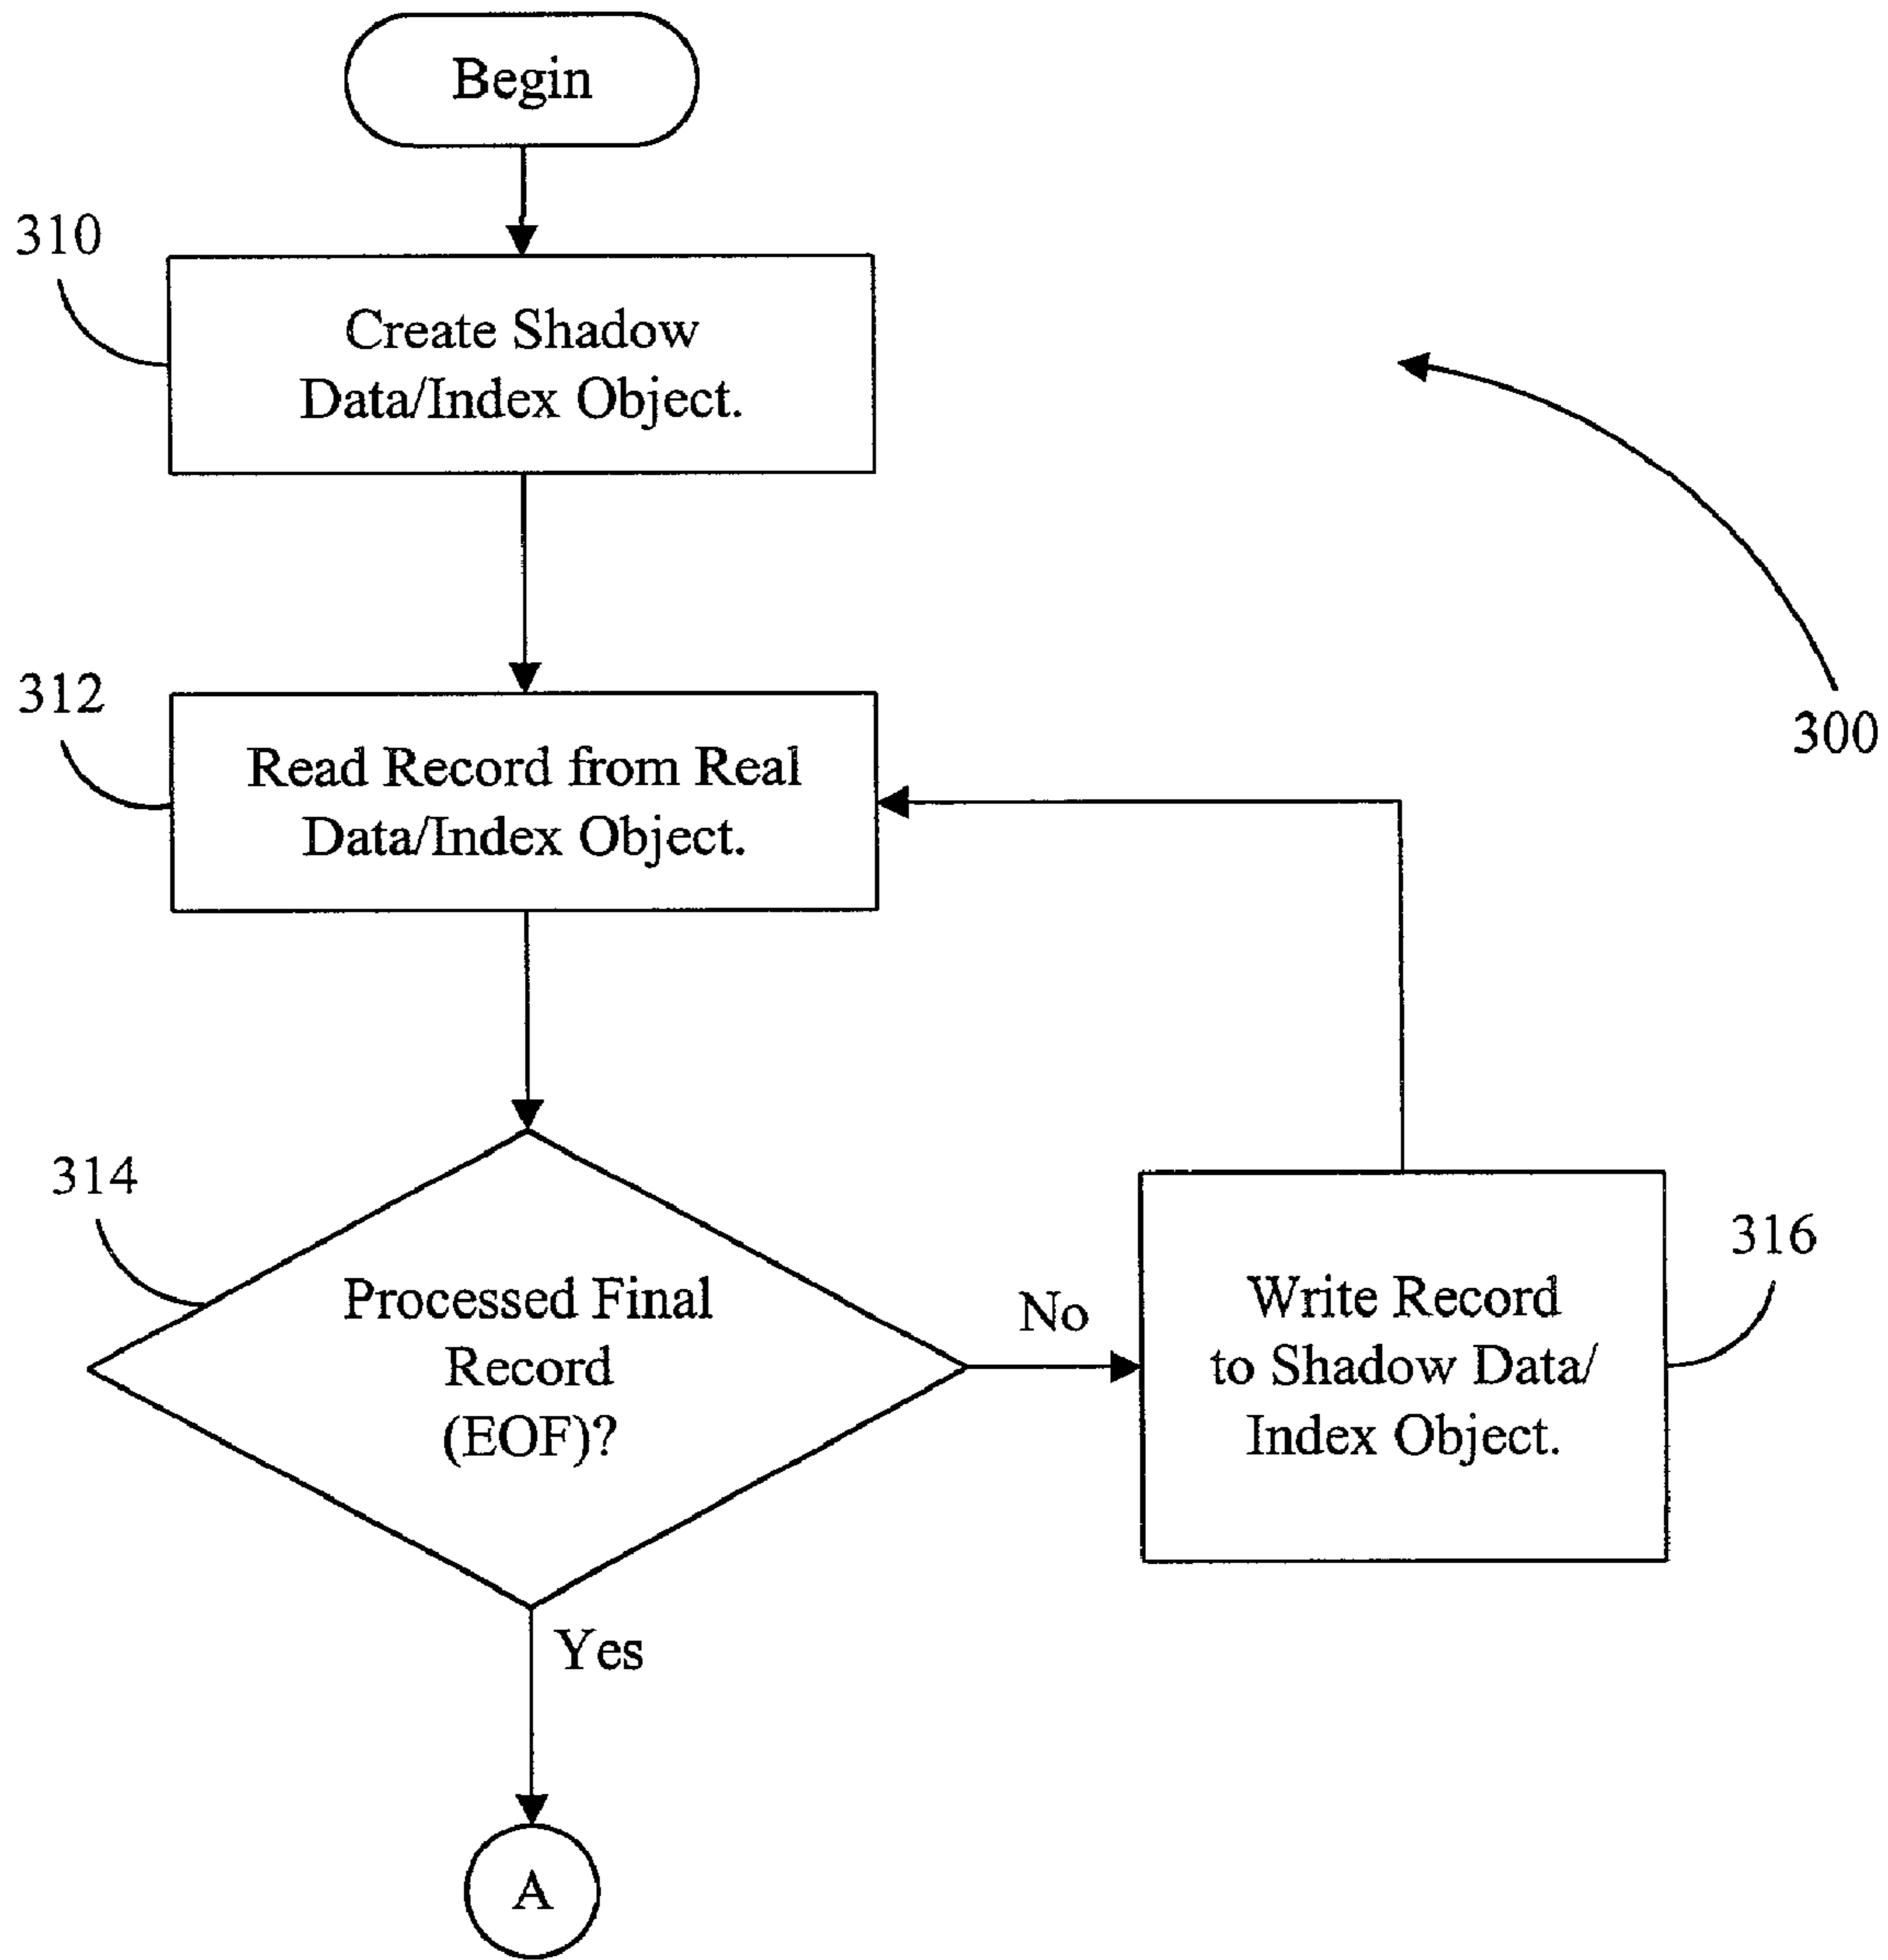 Begin
310
Create Shadow
Data/Index Object.
312
Read Record from Real
Data/Index Object.
300
314
Processed Final
Record
(EOF)?
No
Write Record
to Shadow Data/
Index Object.
316
Yes
A